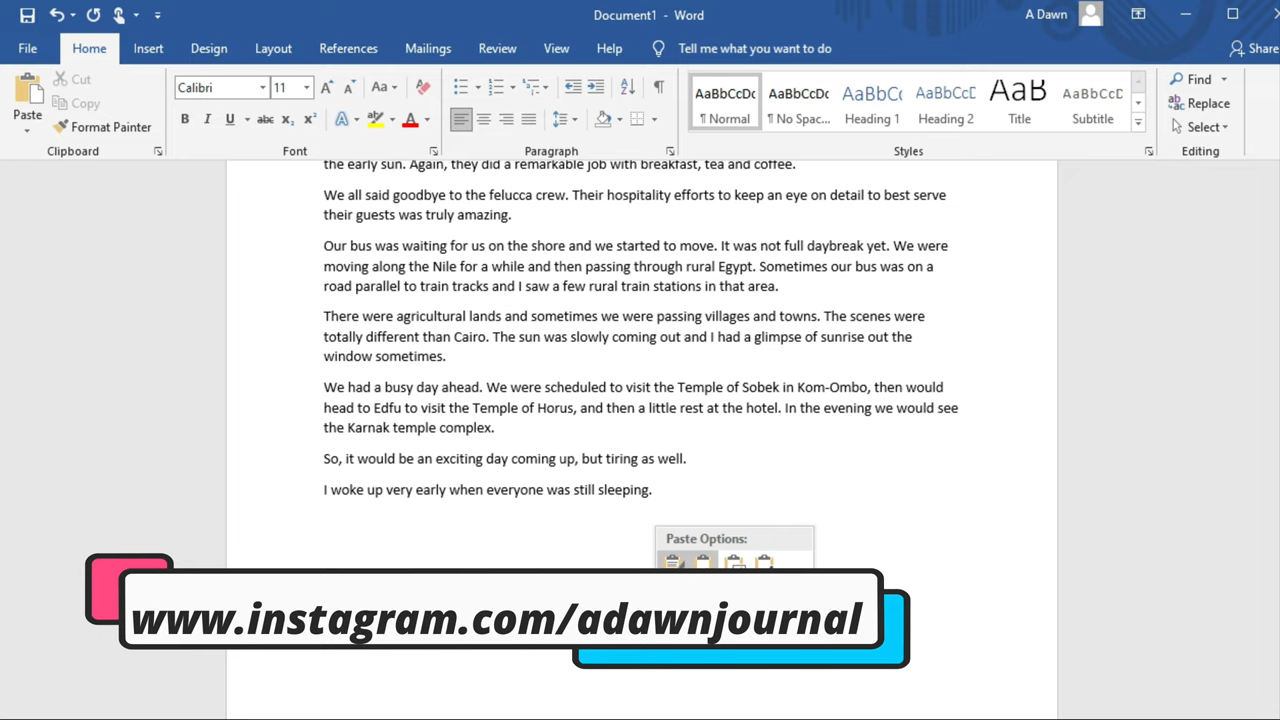 Document1 - Word
A Dawn
File Home Insert Design Layout References Mailings Review View Help Tell me what you want to do Share
Paste
Cut
Copy
Format Painter
Clipboard
Calibri 11
Aa
B I U abc x₂ x² A ab A
Font
Paragraph
AaBbCcDc AaBbCcDc AaBbC AaBbCcD AaB AaBbCcD
¶ Normal ¶ No Spac... Heading 1 Heading 2 Title Subtitle
Styles
Find
Replace
Select
Editing
the early sun. Again, they did a remarkable job with breakfast, tea and coffee.
We all said goodbye to the felucca crew. Their hospitality efforts to keep an eye on detail to best serve
their guests was truly amazing.
Our bus was waiting for us on the shore and we started to move. It was not full daybreak yet. We were
moving along the Nile for a while and then passing through rural Egypt. Sometimes our bus was on a
road parallel to train tracks and I saw a few rural train stations in that area.
There were agricultural lands and sometimes we were passing villages and towns. The scenes were
totally different than Cairo. The sun was slowly coming out and I had a glimpse of sunrise out the
window sometimes.
We had a busy day ahead. We were scheduled to visit the Temple of Sobek in Kom-Ombo, then would
head to Edfu to visit the Temple of Horus, and then a little rest at the hotel. In the evening we would see
the Karnak temple complex.
So, it would be an exciting day coming up, but tiring as well.
I woke up very early when everyone was still sleeping.
Paste Options:
www.instagram.com/adawnjournal